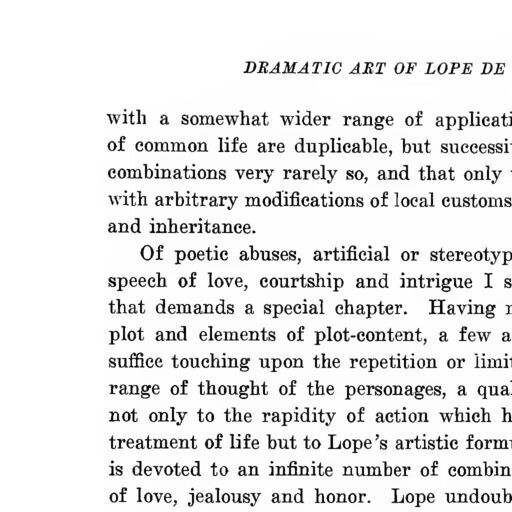 DRAMATIC ART OF LOPE DE
with a somewhat wider range of applicati
of common life are duplicable, but successi
combinations very rarely so, and that only
with arbitrary modifications of local customs
and inheritance.
Of poetic abuses, artificial or stereotyp
speech of love, courtship and intrigue I s
that demands a special chapter. Having
plot and elements of plot-content, a few a
suffice touching upon the repetition or limit
range of thought of the personages, a qual
not only to the rapidity of action which h
treatment of life but to Lope's artistic form
is devoted to an infinite number of combin
of love, jealousy and honor. Lope undoub